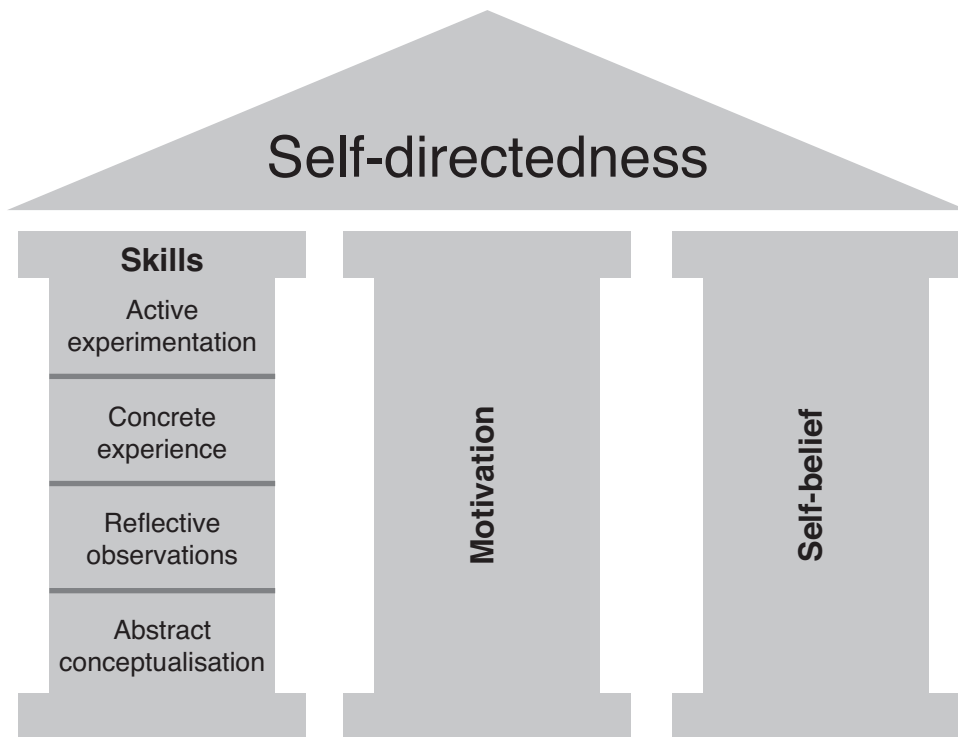 Self-directedness
Skills
Active
experimentation
Concrete
experience
Reflective
observations
Abstract
conceptualisation
Motivation
Self-belief